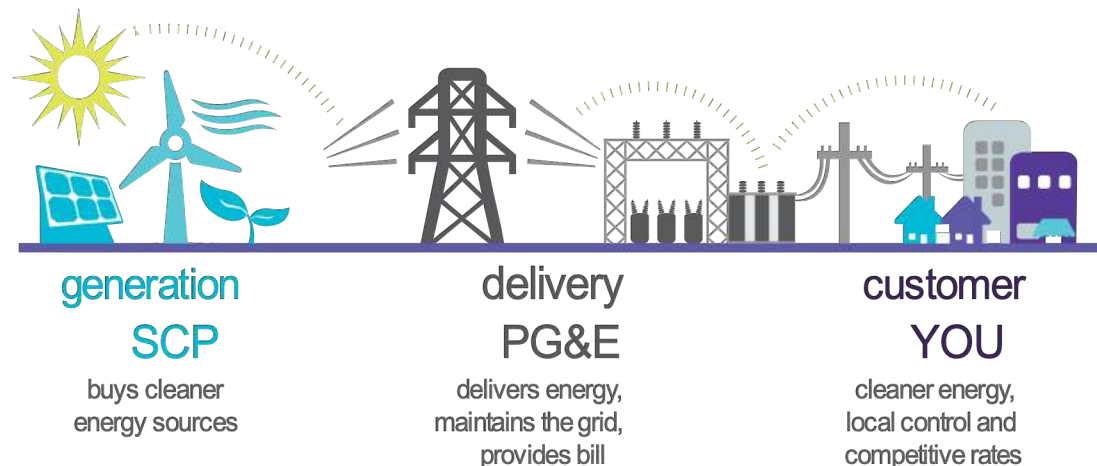 generation
SCP
buys cleaner
energy sources
delivery
PG&E
delivers energy,
maintains the grid,
provides bill
customer
YOU
cleaner energy,
local control and
competitive rates